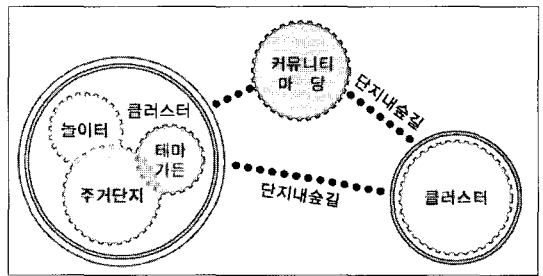 커뮤니티
마 당
단지내숲길
클러스터
놀이터
테마
가든
주거단지
단지내숲길
클러스터